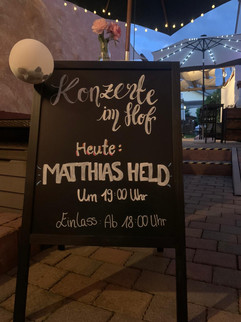 Konzerte
im Hof
Heute:
MATTHIAS HELD
Um 19:00 Uhr
Einlass: Ab 18:00 Uhr